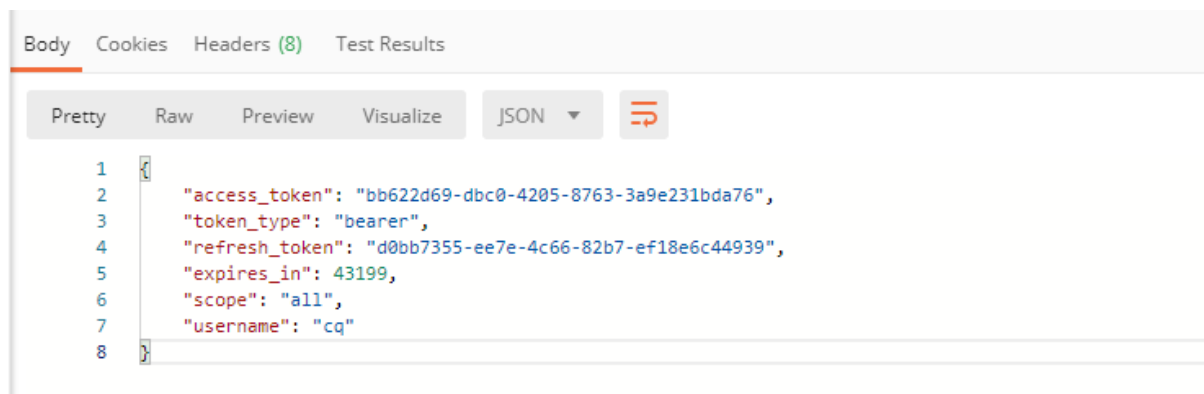 Body Cookies Headers (8) Test Results
Pretty Raw Preview Visualize JSON
1 {
2 "access_token": "bb622d69-dbc0-4205-8763-3a9e231bda76",
3 "token_type": "bearer",
4 "refresh_token": "d0bb7355-ee7e-4c66-82b7-ef18e6c44939",
5 "expires_in": 43199,
6 "scope": "all",
7 "username": "cq"
8 }